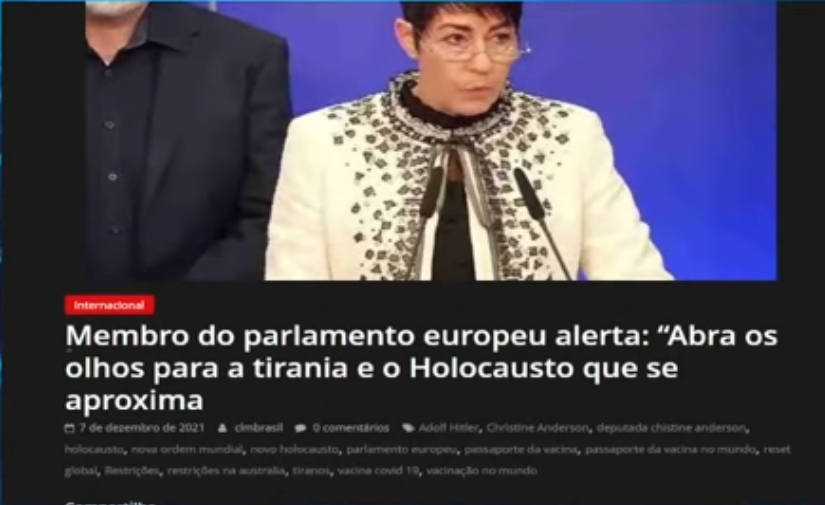 Internacional
Membro do parlamento europeu alerta: “Abra os
olhos para a tirania e o Holocausto que se
aproxima
7 de dezembro de 2021 clmbrasil 0 comentários Adolf Hitler, Christine Anderson, deputada chistine anderson,
holocausto, nova ordem mundial, novo holocausto, parlamento europeu, passaporte da vacina, passaporte da vacina no mundo, reset
global, Restrições, restrições na australia, tiranos, vacina covid 19, vacinação no mundo